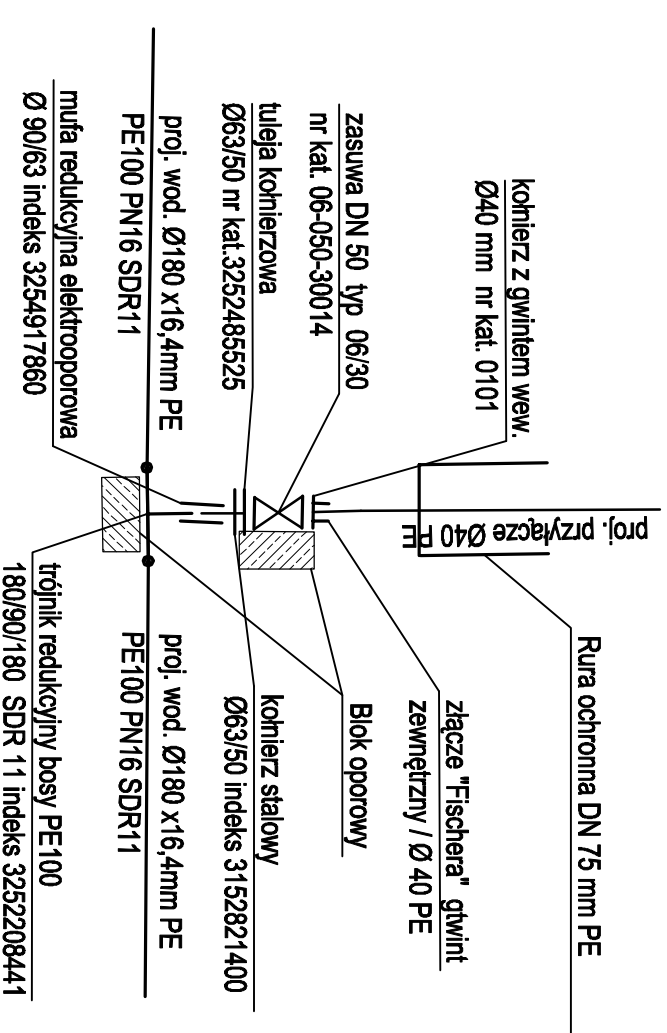 kołnierz z gwintem wew.
Ø40 mm nr kat. 0101
zasuwa DN 50 typ 06/30
nr kat. 06-050-30014
tuleja kołnierzowa
Ø63/50 nr kat.3252485525
proj. wod. Ø180 x16,4mm PE
PE100 PN16 SDR11
mufa redukcyjna elektrooporowa
Ø 90/63 indeks 3254917860
proj. przyłącze Ø40 PE
Rura ochronna DN 75 mm PE
złącze "Fischera" gtwint
zewnętrzny / Ø 40 PE
Blok oporowy
kołnierz stalowy
Ø63/50 indeks 3152821400
proj. wod. Ø180 x16,4mm PE
PE100 PN16 SDR11
trójnik redukcyjny bosy PE100
180/90/180 SDR 11 indeks 3252208441